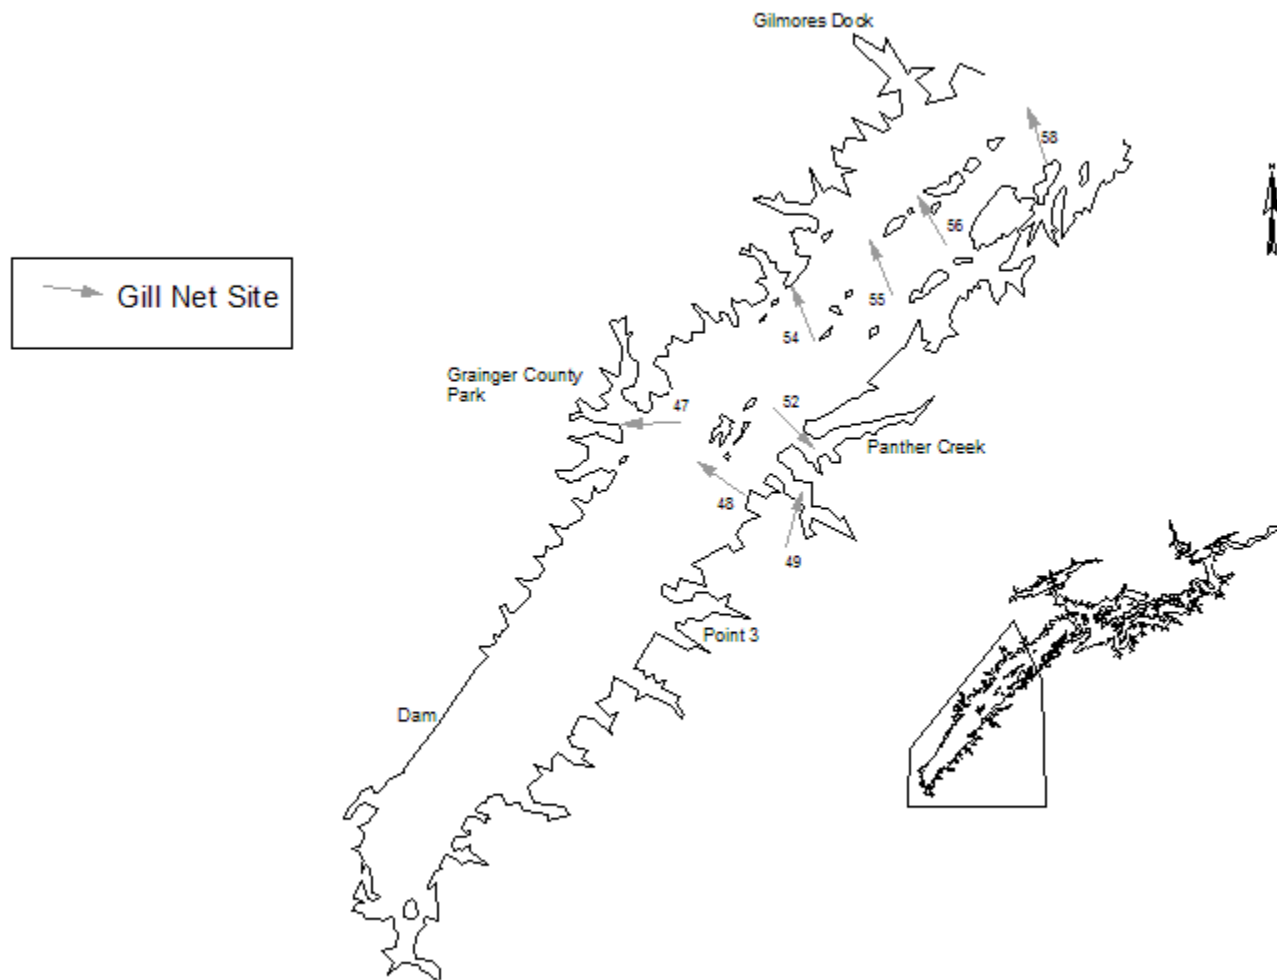 Gilmores Dock
58
56
Gill Net Site
55
54
Grainger County
Park
47
52
Panther Creek
48
49
Point 3
Dam